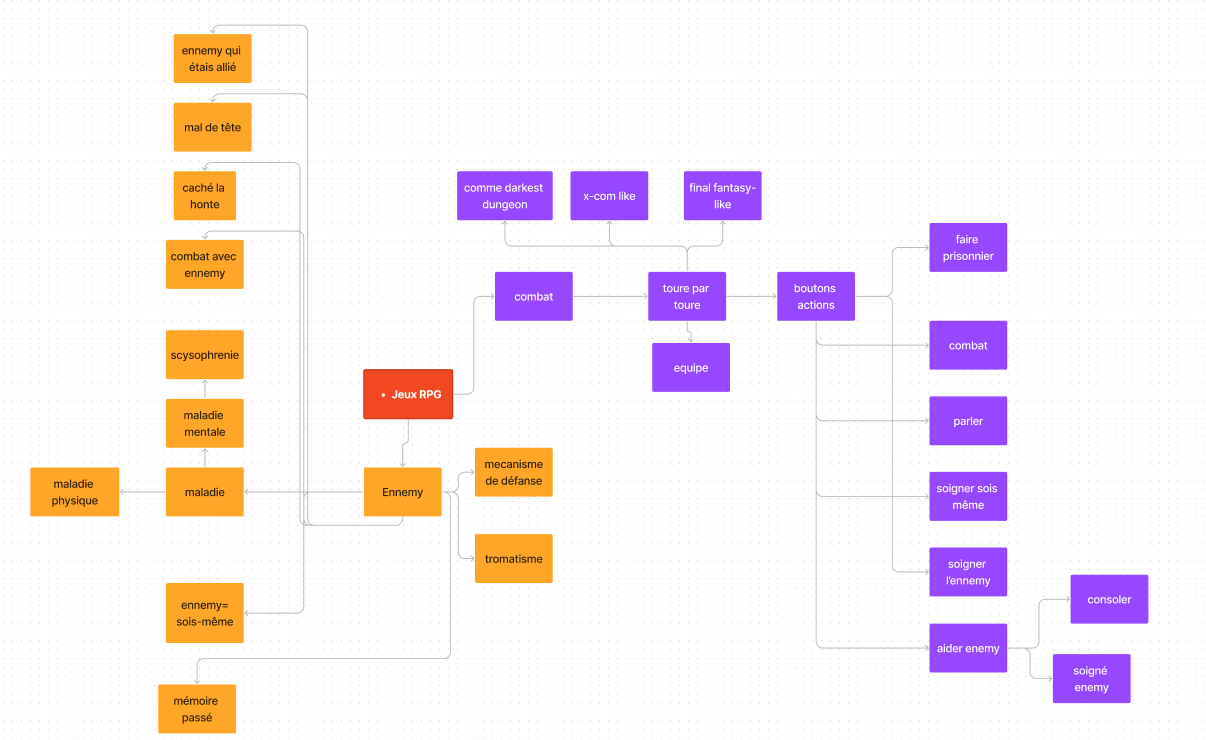 ennemy qui
étais allié
mal de tête
caché la
honte
combat avec
ennemy
scysophrenie
maladie
mentale
maladie
physique
maladie
ennemy=
sois-même
mémoire
passé
• Jeux RPG
Ennemy
mecanisme
de défanse
tromatisme
comme darkest
dungeon
x-com like
final fantasy-
like
combat
toure par
toure
boutons
actions
equipe
faire
prisonnier
combat
parler
soigner sois
même
soigner
l'ennemy
aider enemy
consoler
soigné
enemy